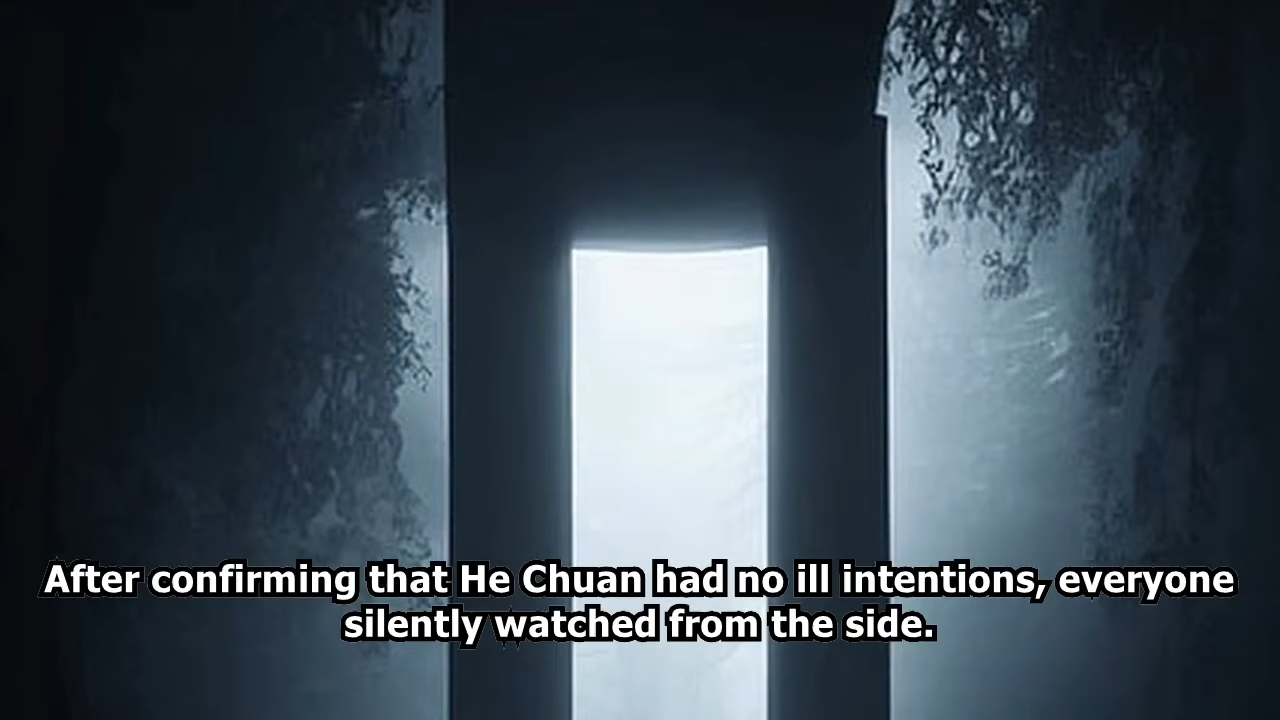 After confirming that He Chuan had no ill intentions, everyone
silently watched from the side.